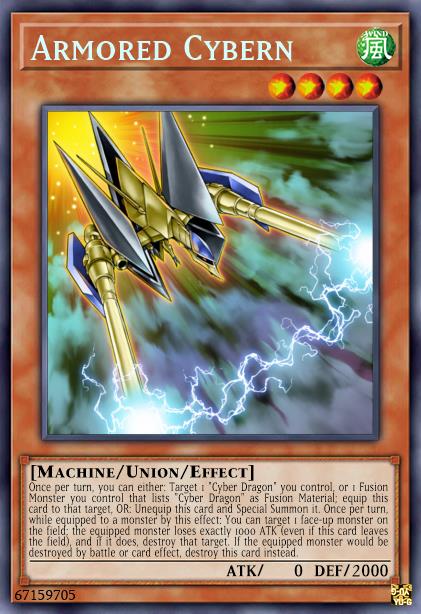 Armored Cybern
WIND
風
[Machine/Union/Effect]
Once per turn, you can either: Target 1 "Cyber Dragon" you control, or 1 Fusion
Monster you control that lists "Cyber Dragon" as Fusion Material; equip this
card to that target, OR: Unequip this card and Special Summon it. Once per turn,
while equipped to a monster by this effect: You can target 1 face-up monster on
the field; the equipped monster loses exactly 1000 ATK (even if this card leaves
the field), and if it does, destroy that target. If the equipped monster would be
destroyed by battle or card effect, destroy this card instead.
ATK/ 0 DEF/2000
67159705